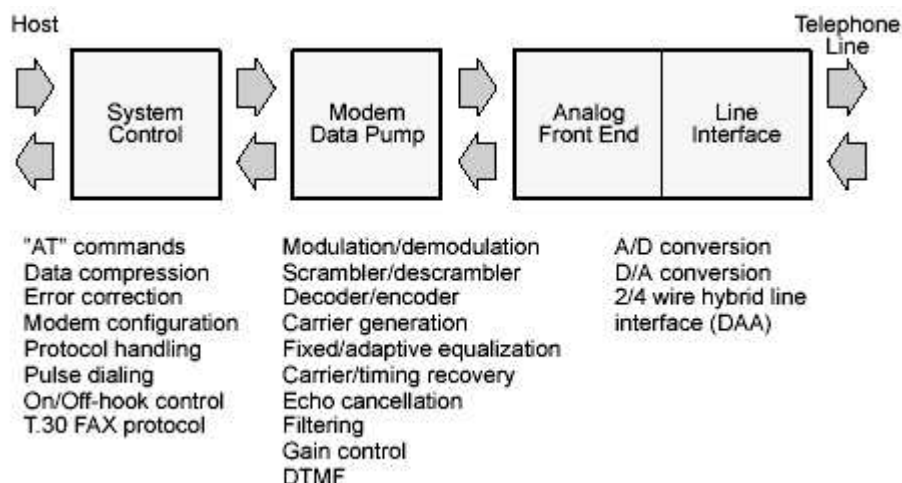 Host
Telephone
Line
System
Control
Modem
Data Pump
Analog
Front End
Line
Interface
"AT" commands
Data compression
Error correction
Modem configuration
Protocol handling
Pulse dialing
On/Off-hook control
T.30 FAX protocol
Modulation/demodulation
Scrambler/descrambler
Decoder/encoder
Carrier generation
Fixed/adaptive equalization
Carrier/timing recovery
Echo cancellation
Filtering
Gain control
DTMF
A/D conversion
D/A conversion
2/4 wire hybrid line
interface (DAA)